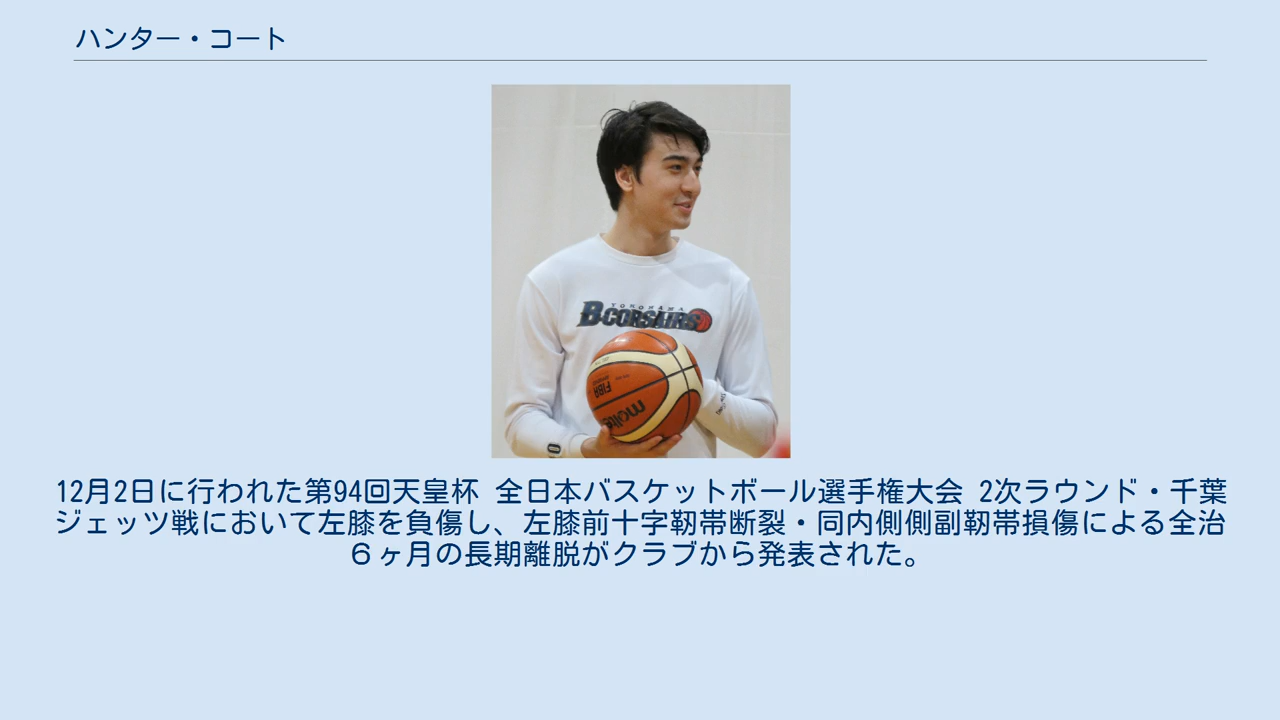 ハンター・コート
YOKOHAMA
B-CORSAIRS
FIBA
molten
12月2日に行われた第94回天皇杯 全日本バスケットボール選手権大会 2次ラウンド・千葉
ジェッツ戦において左膝を負傷し、左膝前十字靭帯断裂・同内側側副靭帯損傷による全治
６ヶ月の長期離脱がクラブから発表された。